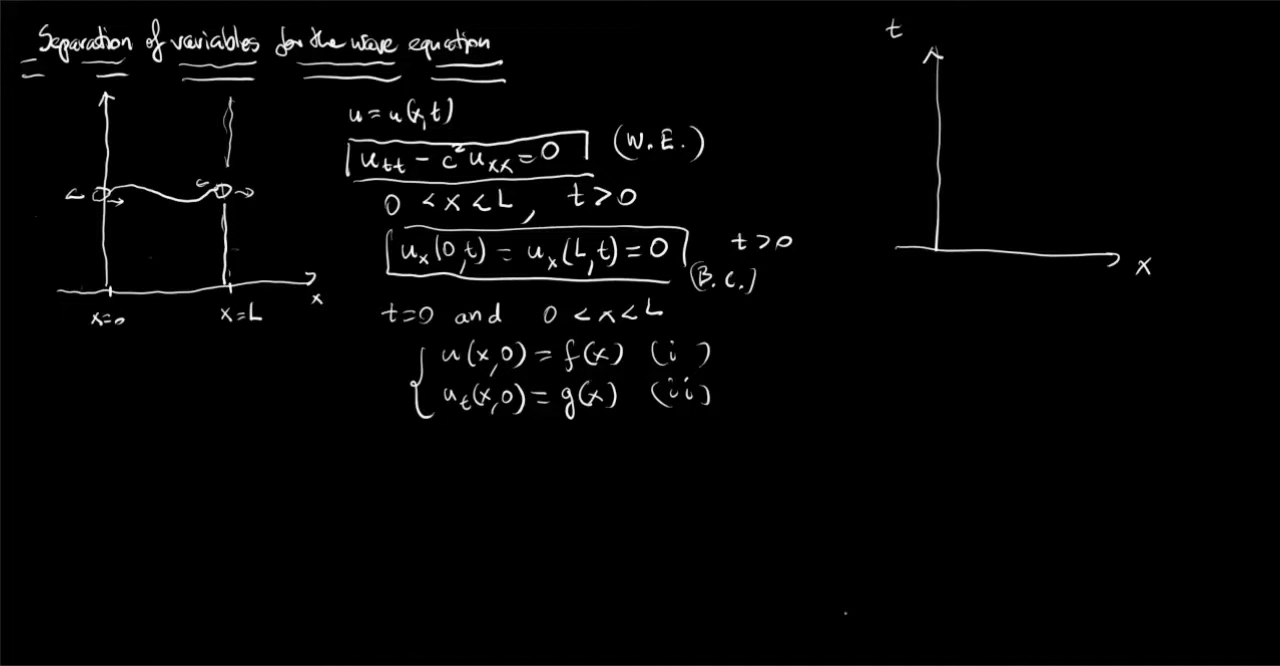 Separation of variables for the wave equation
u = u(x,t)
u_tt - c²u_xx = 0 (W.E.)
0 < x < L, t > 0
u_x(0,t) = u_x(L,t) = 0 t > 0
(B.C.)
t=0 and 0 < x < L
{ u(x,0) = f(x) (i)
u_t(x,0) = g(x) (ii)
x=0 x=L x
t
x